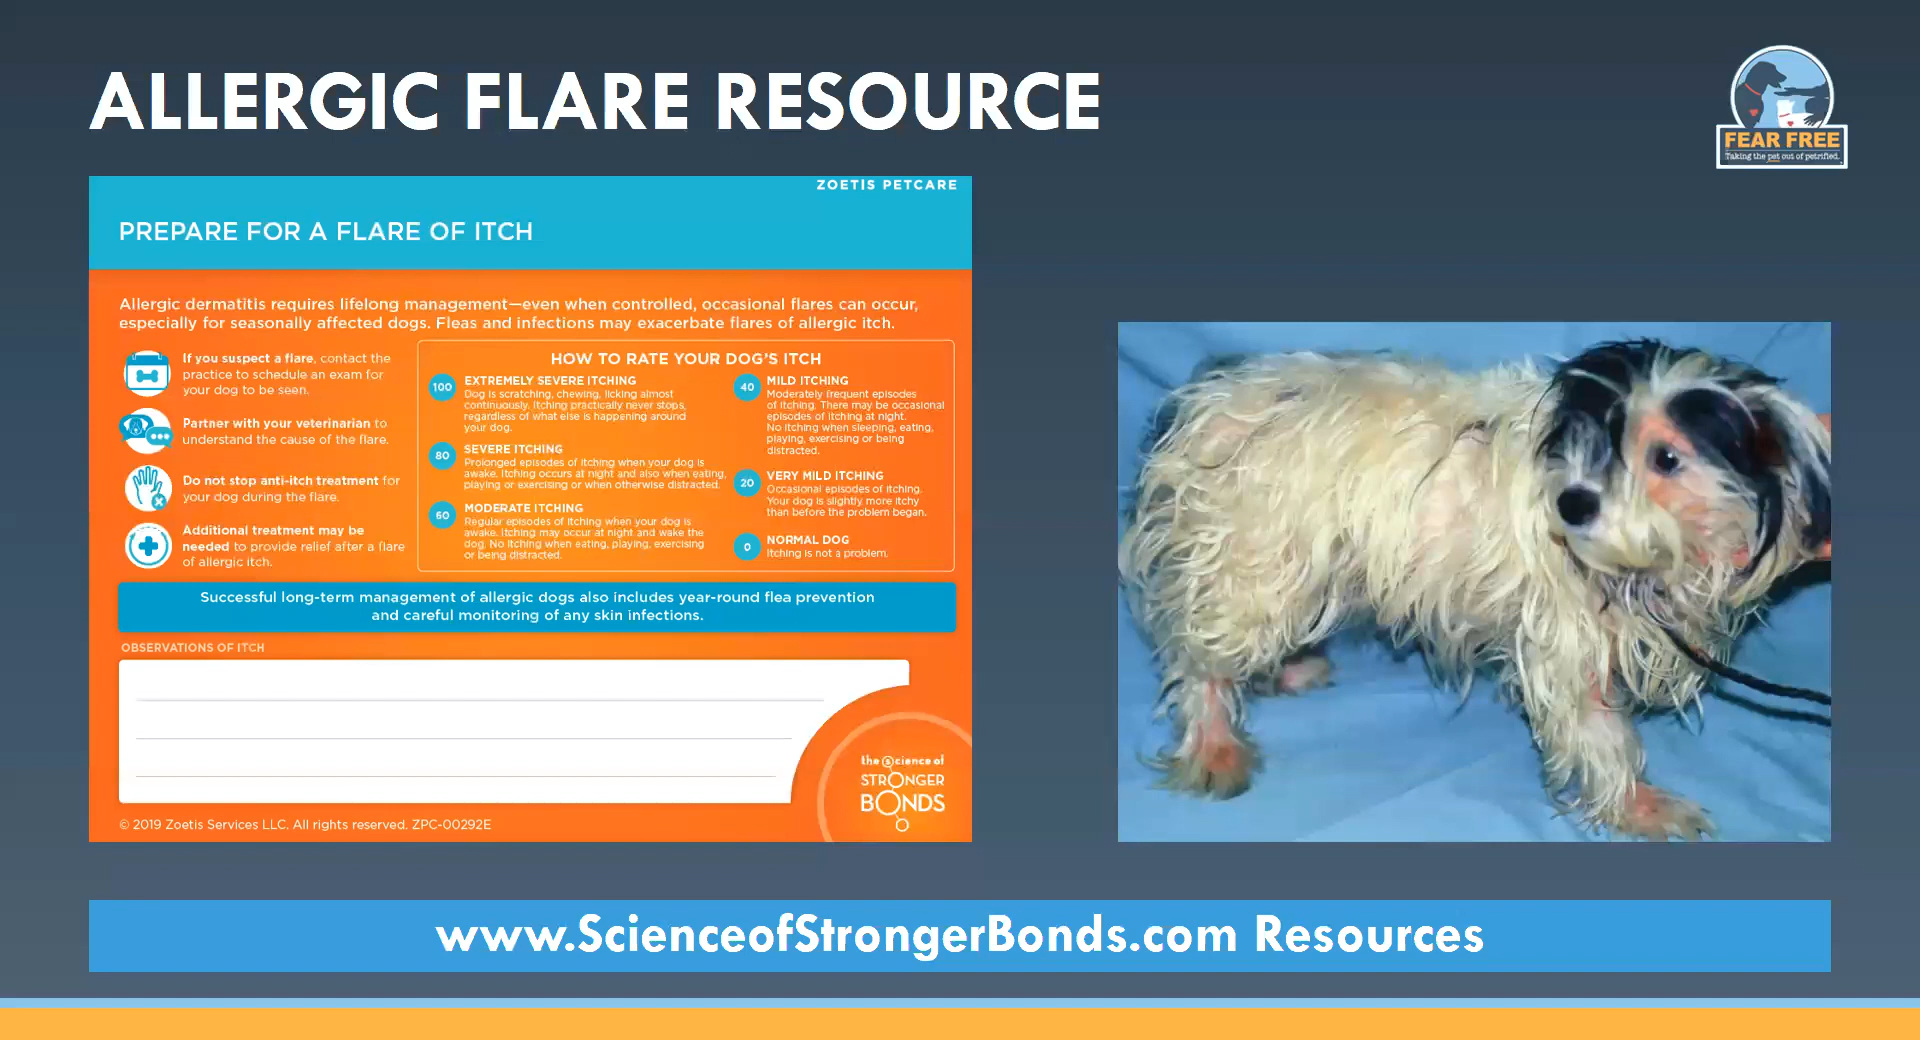 ALLERGIC FLARE RESOURCE
FEAR FREE
Taking the pet out of petrified.
ZOETIS PETCARE
PREPARE FOR A FLARE OF ITCH
Allergic dermatitis requires lifelong management—even when controlled, occasional flares can occur,
especially for seasonally affected dogs. Fleas and infections may exacerbate flares of allergic itch.
If you suspect a flare, contact the
practice to schedule an exam for
your dog to be seen.
Partner with your veterinarian to
understand the cause of the flare.
Do not stop anti-itch treatment for
your dog during the flare.
Additional treatment may be
needed to provide relief after a flare
of allergic itch.
HOW TO RATE YOUR DOG'S ITCH
100 EXTREMELY SEVERE ITCHING
Dog is scratching, chewing, licking almost
continuously. Itching practically never stops,
regardless of what else is happening around
your dog.
80 SEVERE ITCHING
Prolonged episodes of itching when your dog is
awake. Itching occurs at night and also when eating,
playing or exercising or when otherwise distracted.
60 MODERATE ITCHING
Regular episodes of itching when your dog is
awake. Itching may occur at night and wake the
dog. No itching when eating, playing, exercising
or being distracted.
40 MILD ITCHING
Moderately frequent episodes
of itching. There may be occasional
episodes of itching at night.
No itching when sleeping, eating,
playing, exercising or being
distracted.
20 VERY MILD ITCHING
Occasional episodes of itching.
Your dog is slightly more itchy
than before the problem began.
0 NORMAL DOG
Itching is not a problem.
Successful long-term management of allergic dogs also includes year-round flea prevention
and careful monitoring of any skin infections.
OBSERVATIONS OF ITCH
the science of
STRONGER
BONDS
© 2019 Zoetis Services LLC. All rights reserved. ZPC-00292E
www.ScienceofStrongerBonds.com Resources